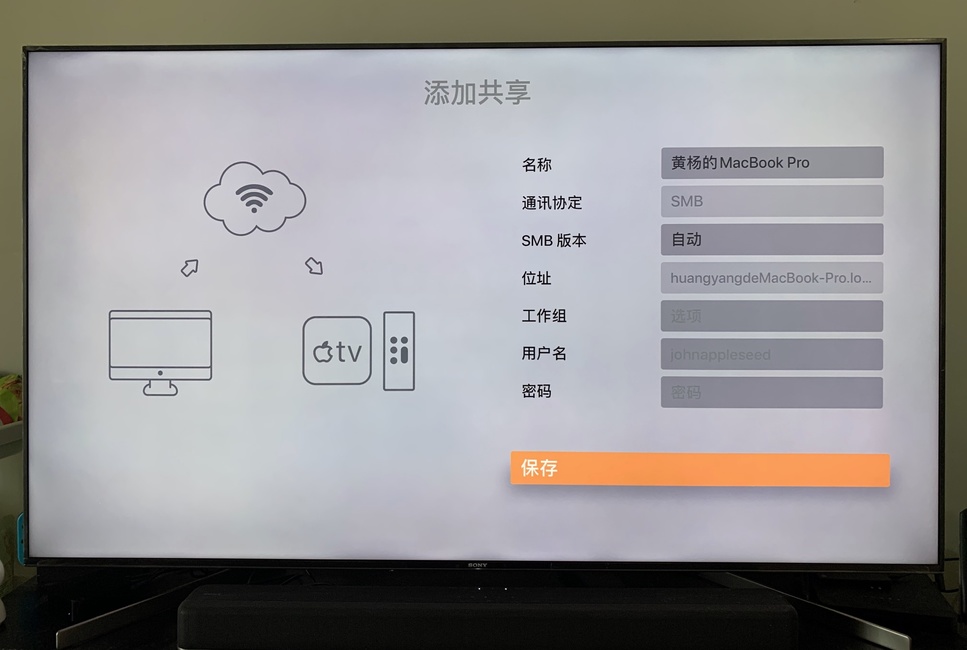 添加共享
名称
黄杨的MacBook Pro
通讯协定
SMB
SMB 版本
自动
位址
huangyangdeMacBook-Pro.lo...
工作组
选项
用户名
johnappleseed
密码
密码
保存
tv
SONY